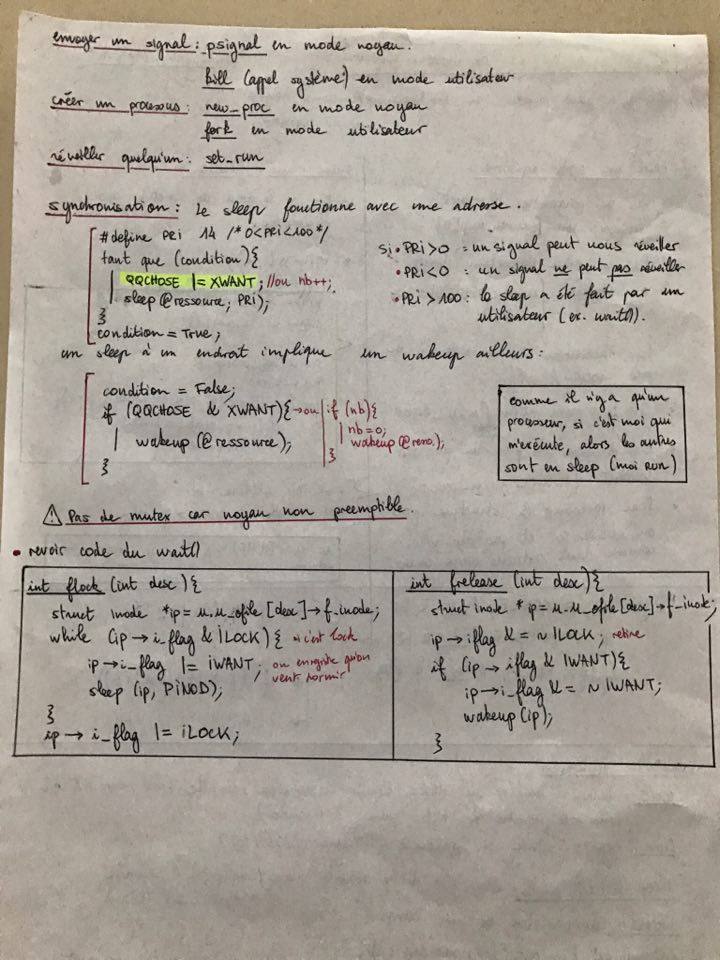 envoyer un signal : psignal en mode noyau.
kill (appel système) en mode utilisateur
créer un processus : new_proc en mode noyau
fork en mode utilisateur
réveiller quelqu'un : set_run
synchronisation : Le sleep fonctionne avec une adresse.
#define PRI 14 /* 0<PRI<100 */
tant que (condition){
QQCHOSE |= XWANT; //ou nb++;
sleep (@ressource, PRI);
}
condition = True;
si • PRI>0 : un signal peut nous réveiller
• PRI<0 : un signal ne peut pas réveiller
• PRI > 100 : le sleep a été fait par un
utilisateur (ex. wait()).
un sleep à un endroit implique un wakeup ailleurs :
condition = False;
if (QQCHOSE & XWANT){ → ou
wakeup (@ressource);
}
if (nb){
nb = 0;
wakeup (@ress.);
}
comme il n'y a qu'un
processeur, si c'est moi qui
m'exécute, alors les autres
sont en sleep (moi RUN)
⚠ Pas de mutex car noyau non preemptible.
• revoir code du wait()
int flock (int desc){
struct inode *ip = u.u_ofile [desc] → f_inode;
while (ip → i_flag & ILOCK) { si c'est lock
ip → i_flag |= IWANT; on enregistre qu'on
veut dormir
sleep (ip, PINOD);
}
ip → i_flag |= ILOCK;
int frelease (int desc){
struct inode * ip = u.u_ofile [desc] → f_inode;
ip → iflag & = ~ ILOCK; retire
if (ip → iflag & IWANT){
ip → i_flag & = ~ IWANT;
wakeup (ip);
}